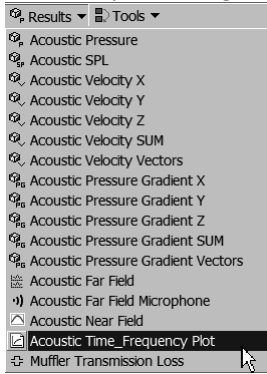 Results Tools
Acoustic Pressure
Acoustic SPL
Acoustic Velocity X
Acoustic Velocity Y
Acoustic Velocity Z
Acoustic Velocity SUM
Acoustic Velocity Vectors
Acoustic Pressure Gradient X
Acoustic Pressure Gradient Y
Acoustic Pressure Gradient Z
Acoustic Pressure Gradient SUM
Acoustic Pressure Gradient Vectors
Acoustic Far Field
Acoustic Far Field Microphone
Acoustic Near Field
Acoustic Time_Frequency Plot
Muffler Transmission Loss